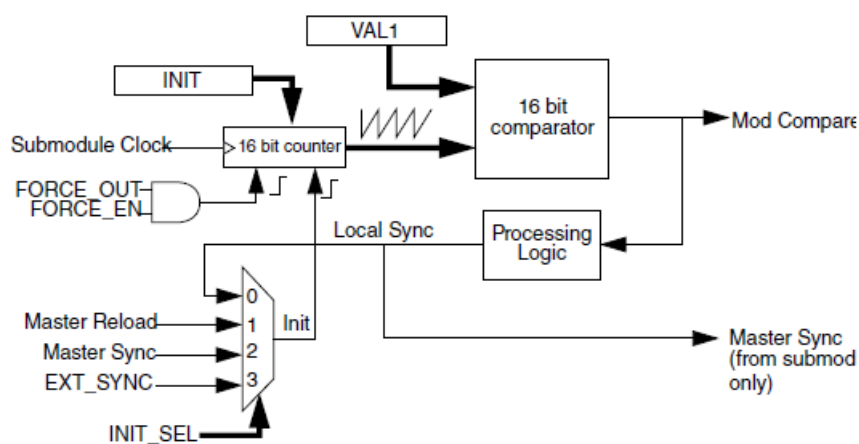 VAL1
INIT
16 bit
comparator
Mod Compare
Submodule Clock
16 bit counter
FORCE_OUT
FORCE_EN
Local Sync
Processing
Logic
0
Master Reload
1
Init
Master Sync
2
EXT_SYNC
3
Master Sync
(from submod
only)
INIT_SEL